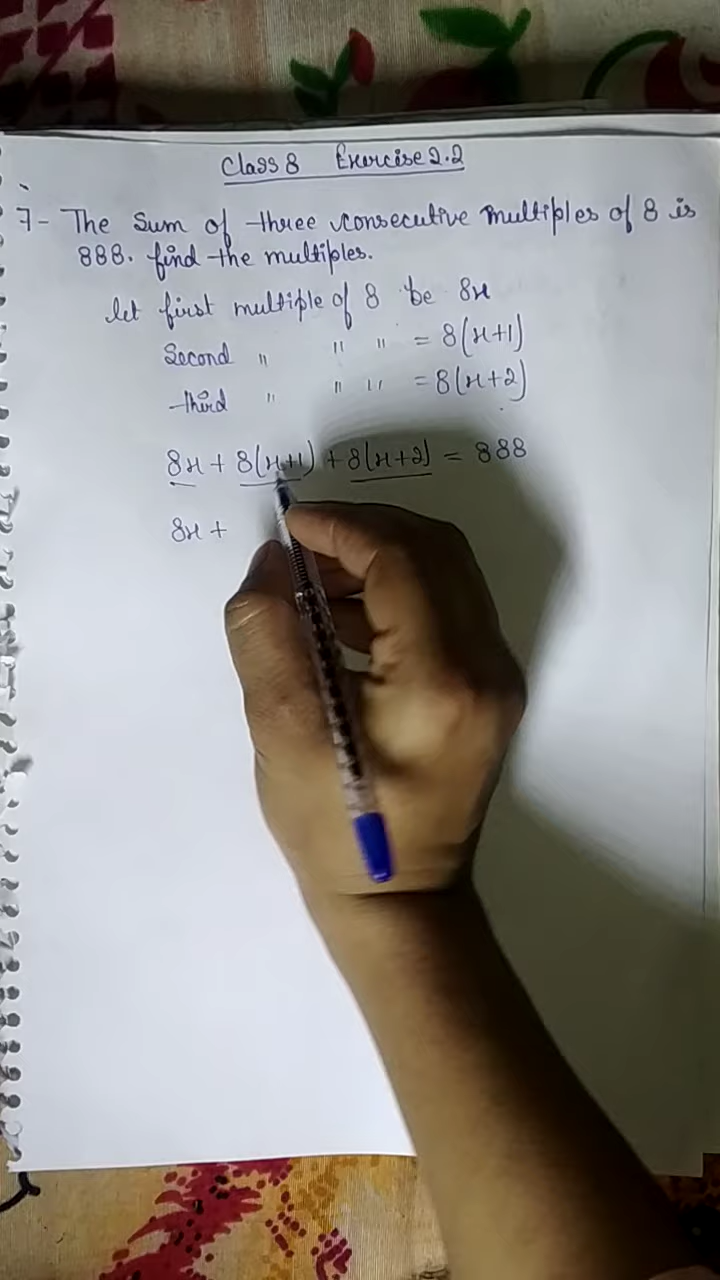 Class 8 Exercise 2.2
7- The sum of three consecutive multiples of 8 is
888. find the multiples.
let first multiple of 8 be 8x
Second " " " = 8(x+1)
third " " " = 8(x+2)
8x + 8(x+1) + 8(x+2) = 888
8x +